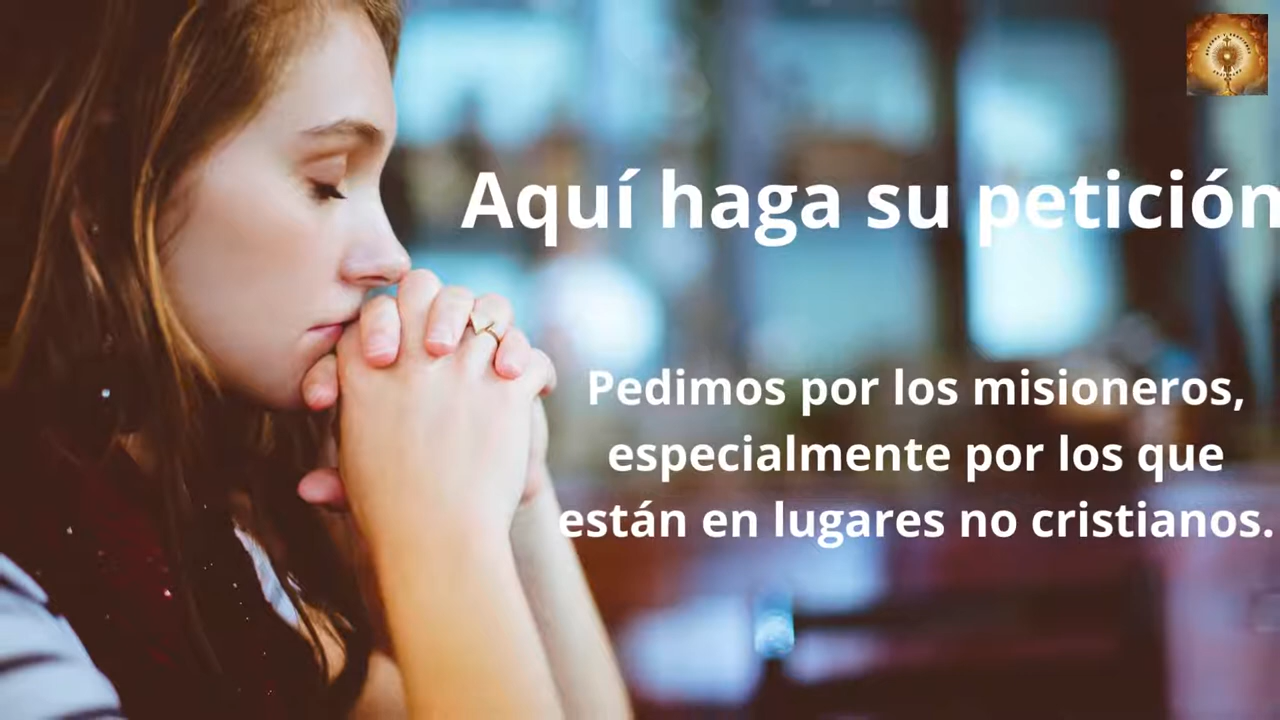 Aquí haga su petición
Pedimos por los misioneros,
especialmente por los que
están en lugares no cristianos.